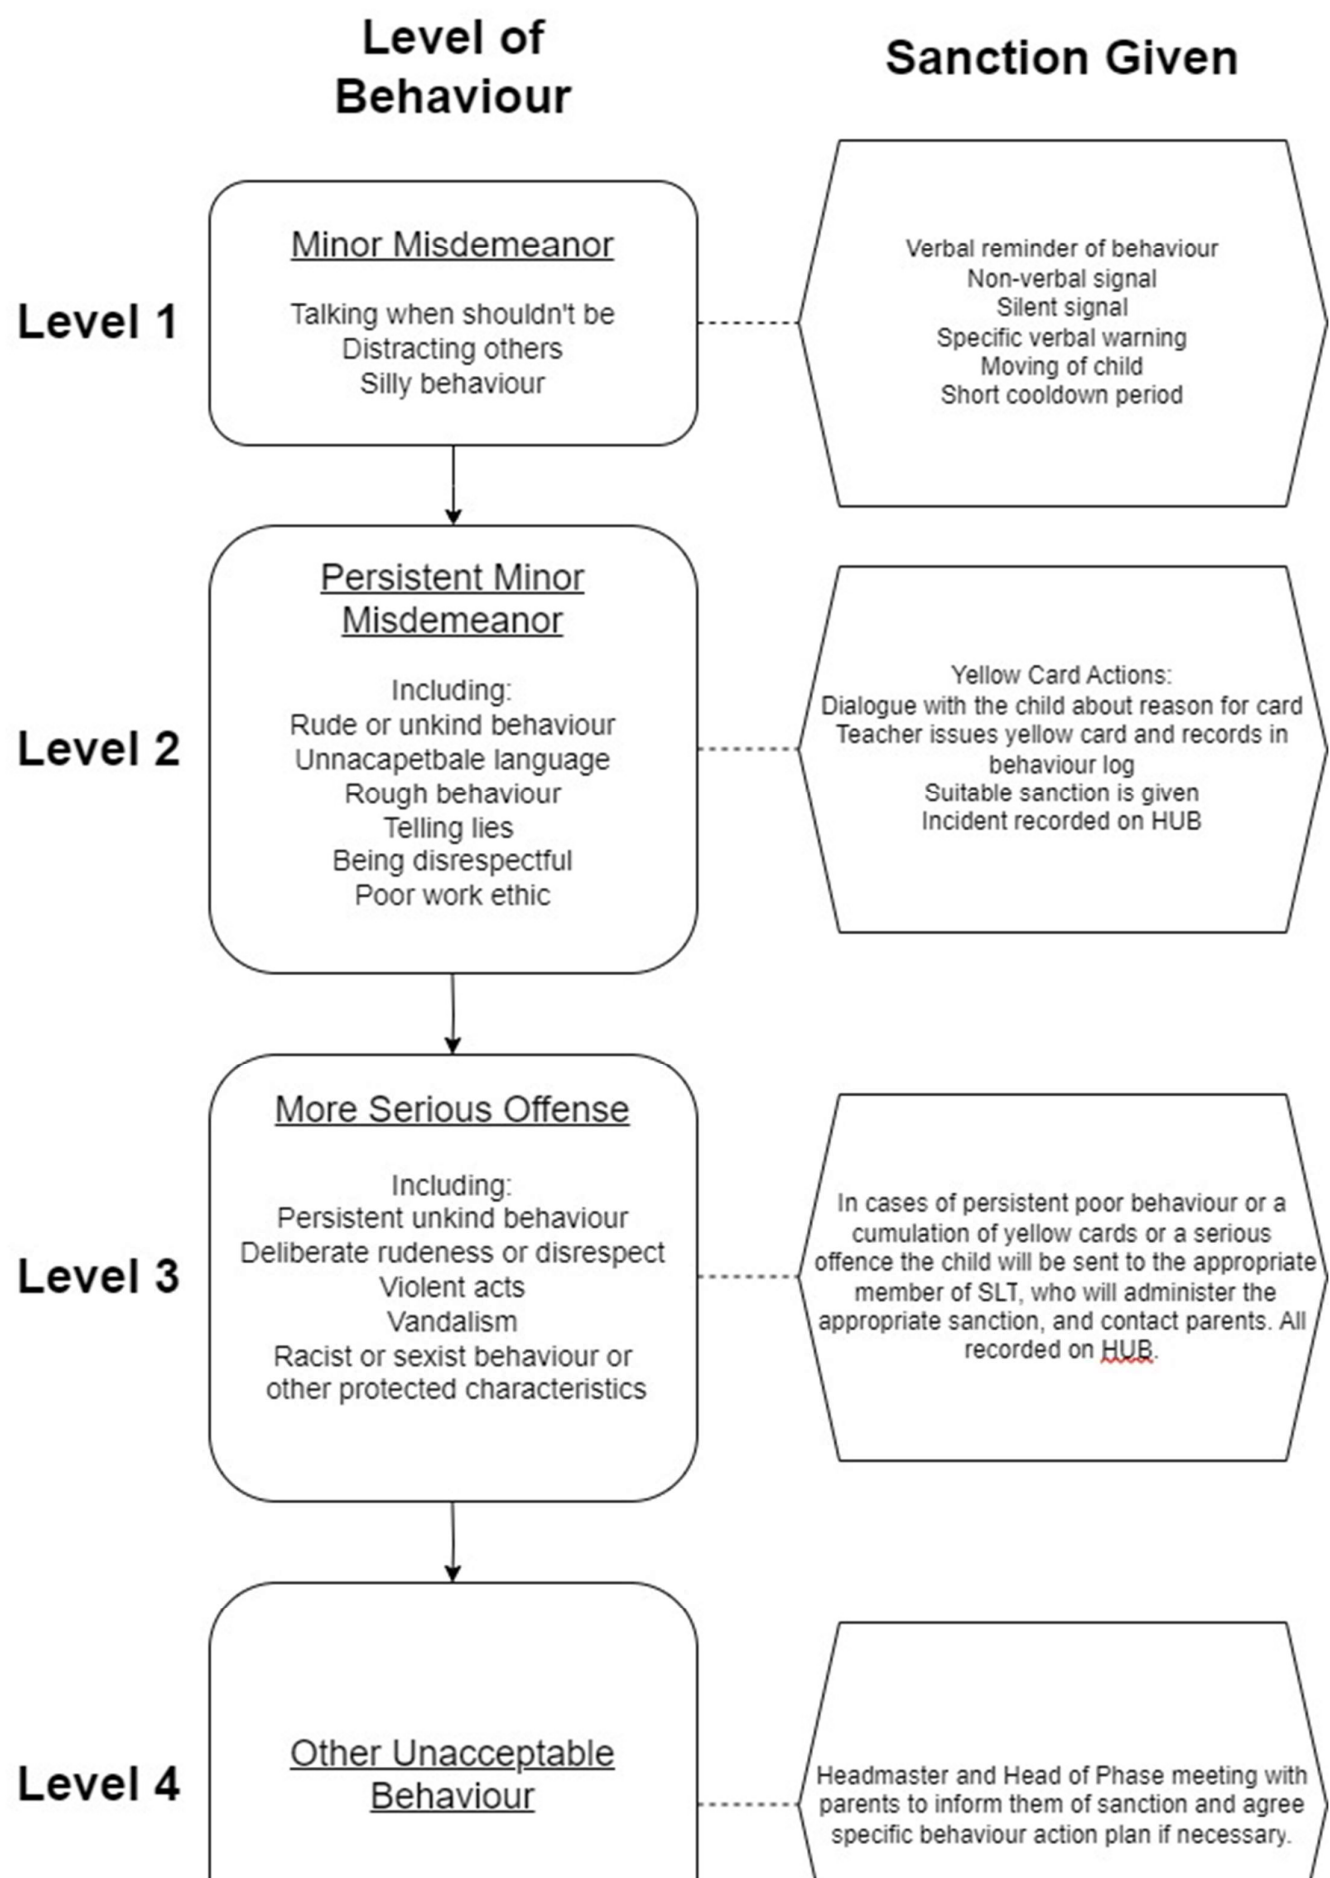 Level of
Behaviour
Sanction Given
Level 1
Minor Misdemeanor
Talking when shouldn't be
Distracting others
Silly behaviour
Verbal reminder of behaviour
Non-verbal signal
Silent signal
Specific verbal warning
Moving of child
Short cooldown period
Level 2
Persistent Minor
Misdemeanor
Including:
Rude or unkind behaviour
Unnacapetbale language
Rough behaviour
Telling lies
Being disrespectful
Poor work ethic
Yellow Card Actions:
Dialogue with the child about reason for card
Teacher issues yellow card and records in
behaviour log
Suitable sanction is given
Incident recorded on HUB
Level 3
More Serious Offense
Including:
Persistent unkind behaviour
Deliberate rudeness or disrespect
Violent acts
Vandalism
Racist or sexist behaviour or
other protected characteristics
In cases of persistent poor behaviour or a
cumulation of yellow cards or a serious
offence the child will be sent to the appropriate
member of SLT, who will administer the
appropriate sanction, and contact parents. All
recorded on HUB.
Level 4
Other Unacceptable
Behaviour
Headmaster and Head of Phase meeting with
parents to inform them of sanction and agree
specific behaviour action plan if necessary.